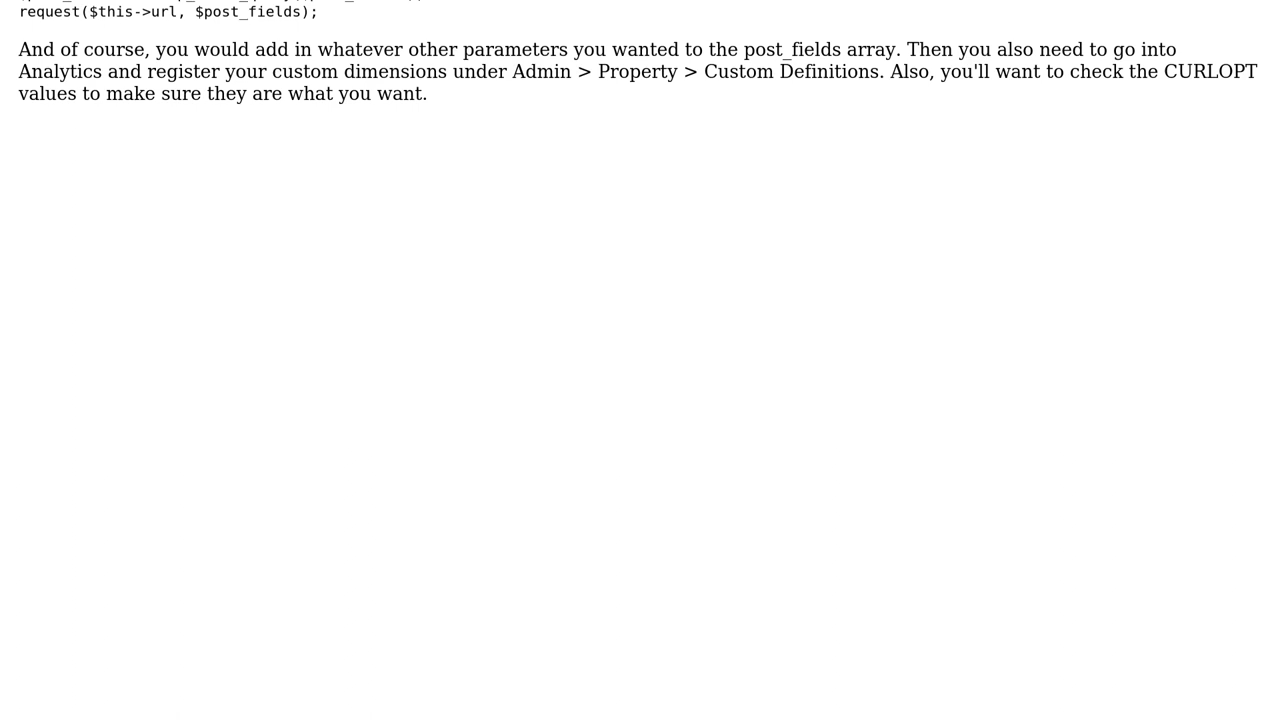 request($this->url, $post_fields);
And of course, you would add in whatever other parameters you wanted to the post_fields array. Then you also need to go into
Analytics and register your custom dimensions under Admin > Property > Custom Definitions. Also, you'll want to check the CURLOPT
values to make sure they are what you want.